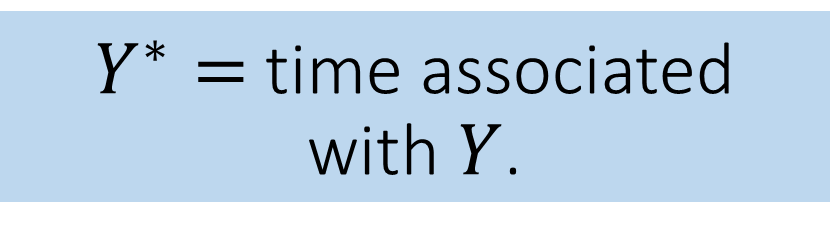 Y* = time associated
with Y.